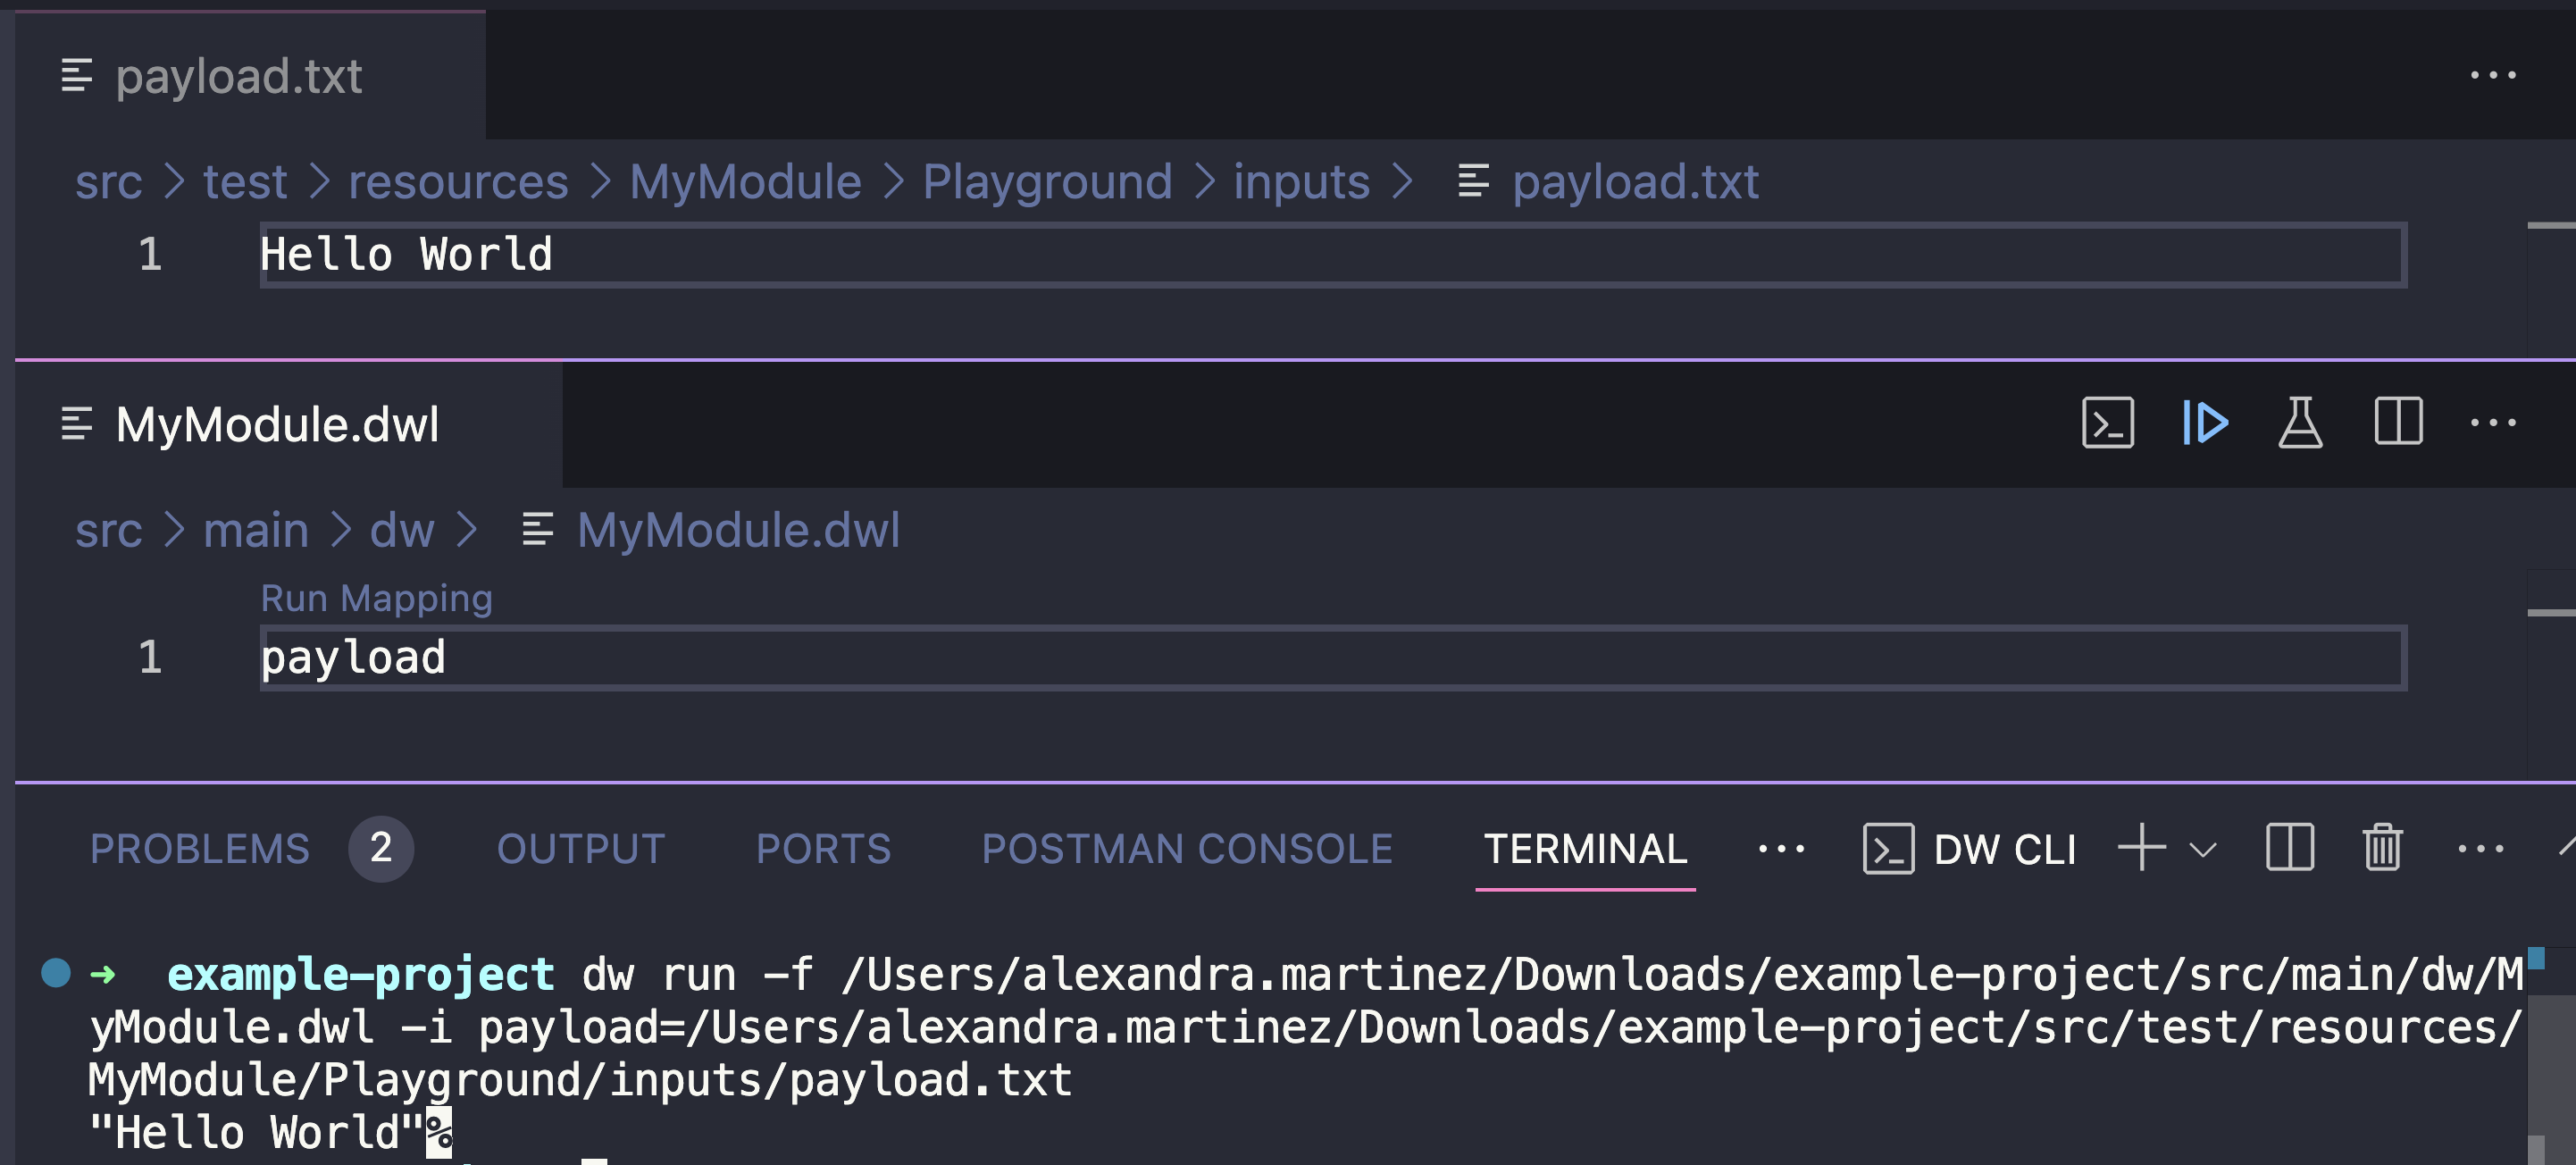 payload.txt
src > test > resources > MyModule > Playground > inputs > payload.txt
1 Hello World
MyModule.dwl
src > main > dw > MyModule.dwl
Run Mapping
1 payload
PROBLEMS 2 OUTPUT PORTS POSTMAN CONSOLE TERMINAL ... DW CLI
➜ example-project dw run -f /Users/alexandra.martinez/Downloads/example-project/src/main/dw/M
yModule.dwl -i payload=/Users/alexandra.martinez/Downloads/example-project/src/test/resources/
MyModule/Playground/inputs/payload.txt
"Hello World"%